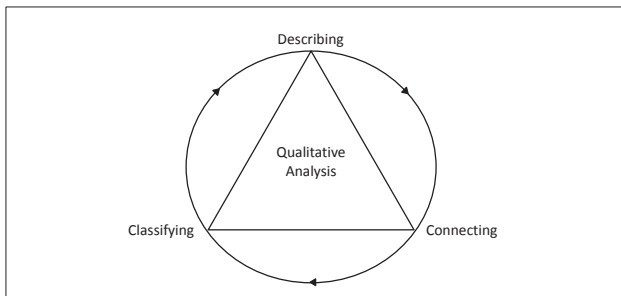 Describing
Qualitative
Analysis
Classifying
Connecting